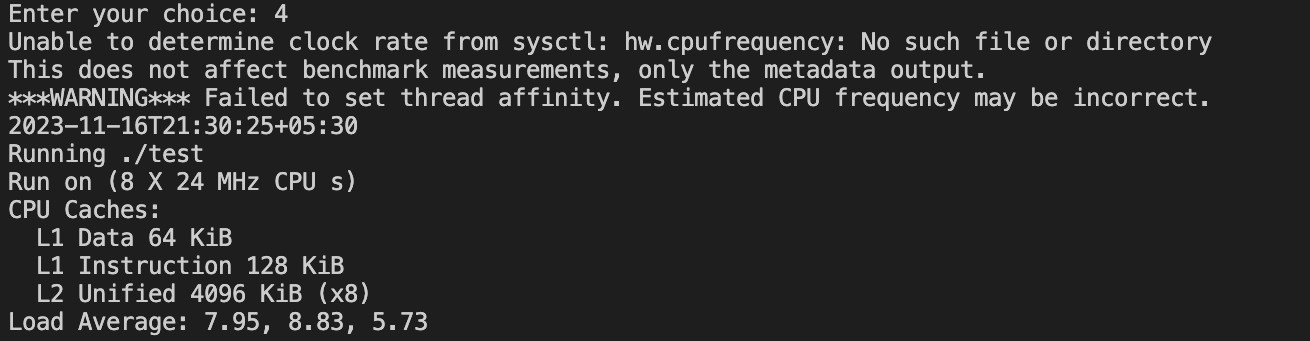 Enter your choice: 4
Unable to determine clock rate from sysctl: hw.cpufrequency: No such file or directory
This does not affect benchmark measurements, only the metadata output.
***WARNING*** Failed to set thread affinity. Estimated CPU frequency may be incorrect.
2023-11-16T21:30:25+05:30
Running ./test
Run on (8 X 24 MHz CPU s)
CPU Caches:
  L1 Data 64 KiB
  L1 Instruction 128 KiB
  L2 Unified 4096 KiB (x8)
Load Average: 7.95, 8.83, 5.73